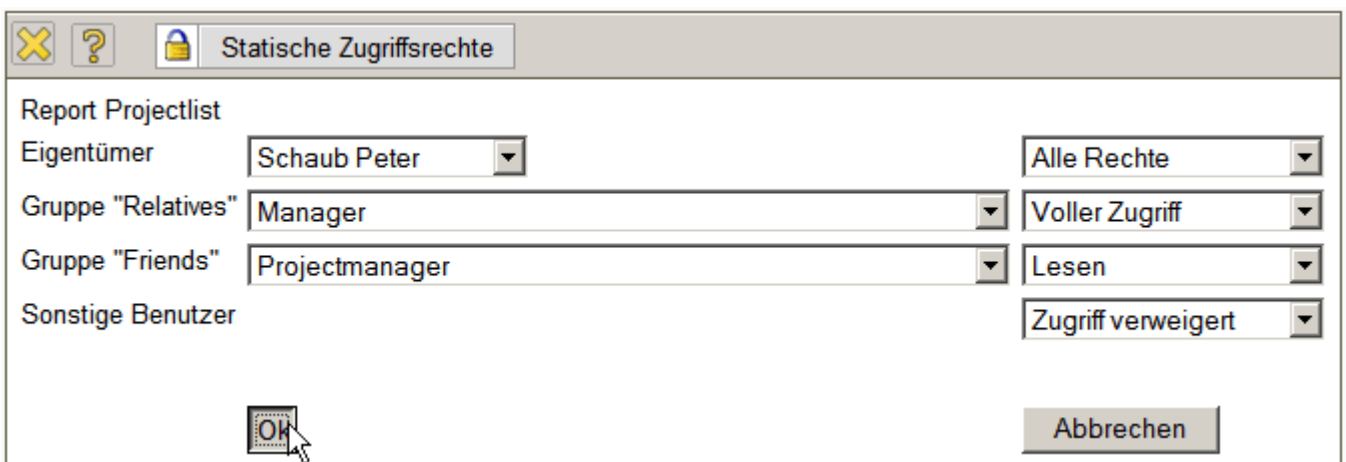 Statische Zugriffsrechte
Report Projectlist
Eigentümer Schaub Peter Alle Rechte
Gruppe "Relatives" Manager Voller Zugriff
Gruppe "Friends" Projectmanager Lesen
Sonstige Benutzer Zugriff verweigert
Ok Abbrechen